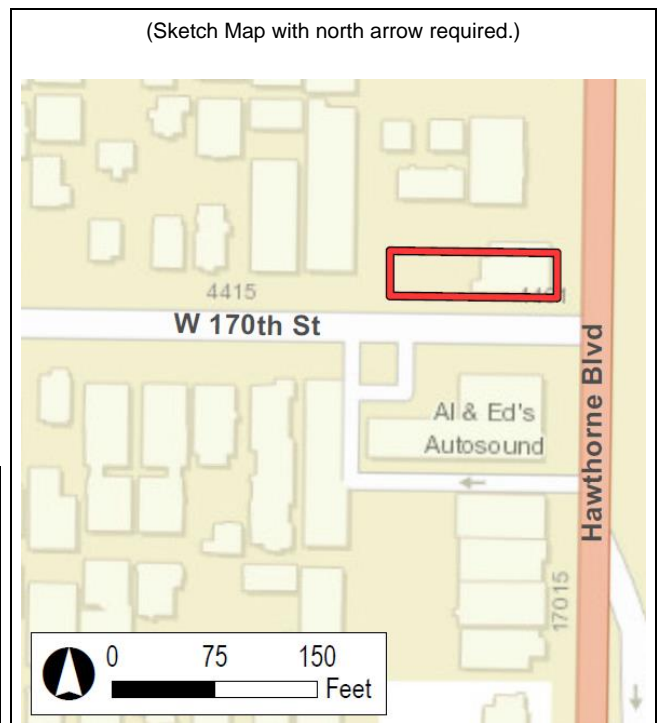 (Sketch Map with north arrow required.)
4415
W 170th St
Hawthorne Blvd
Al & Ed's
Autosound
17015
0 75 150
Feet